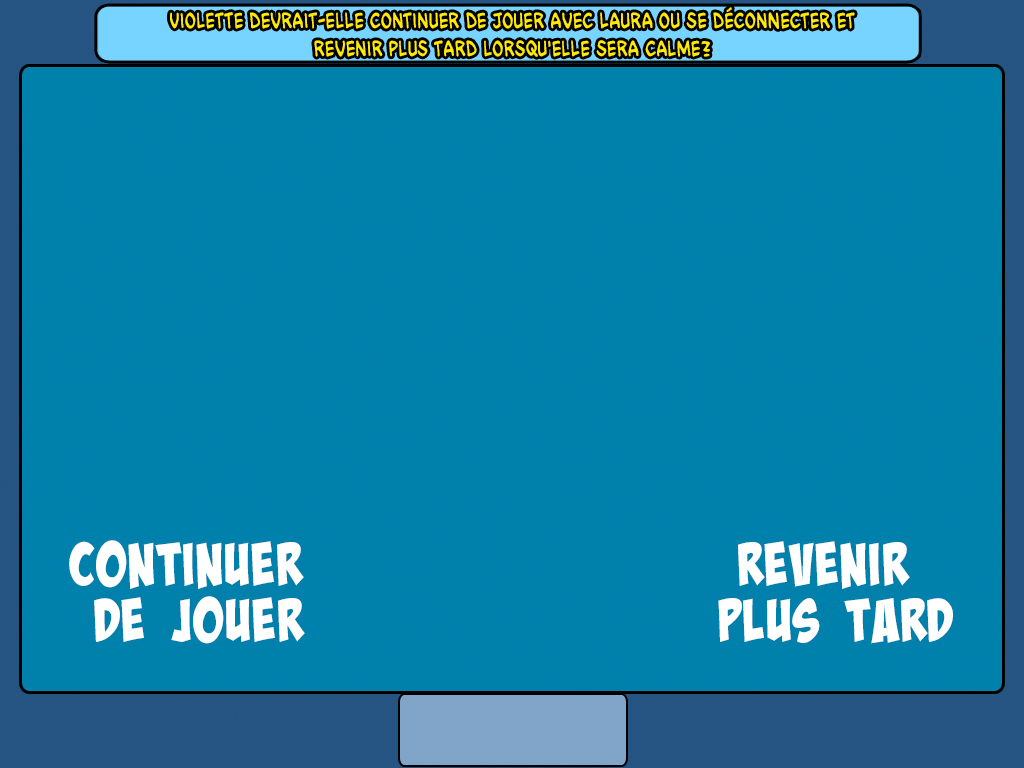 VIOLETTE DEVRAIT-ELLE CONTINUER DE JOUER AVEC LAURA OU SE DÉCONNECTER ET
REVENIR PLUS TARD LORSQU'ELLE SERA CALME?
CONTINUER
DE JOUER
REVENIR
PLUS TARD